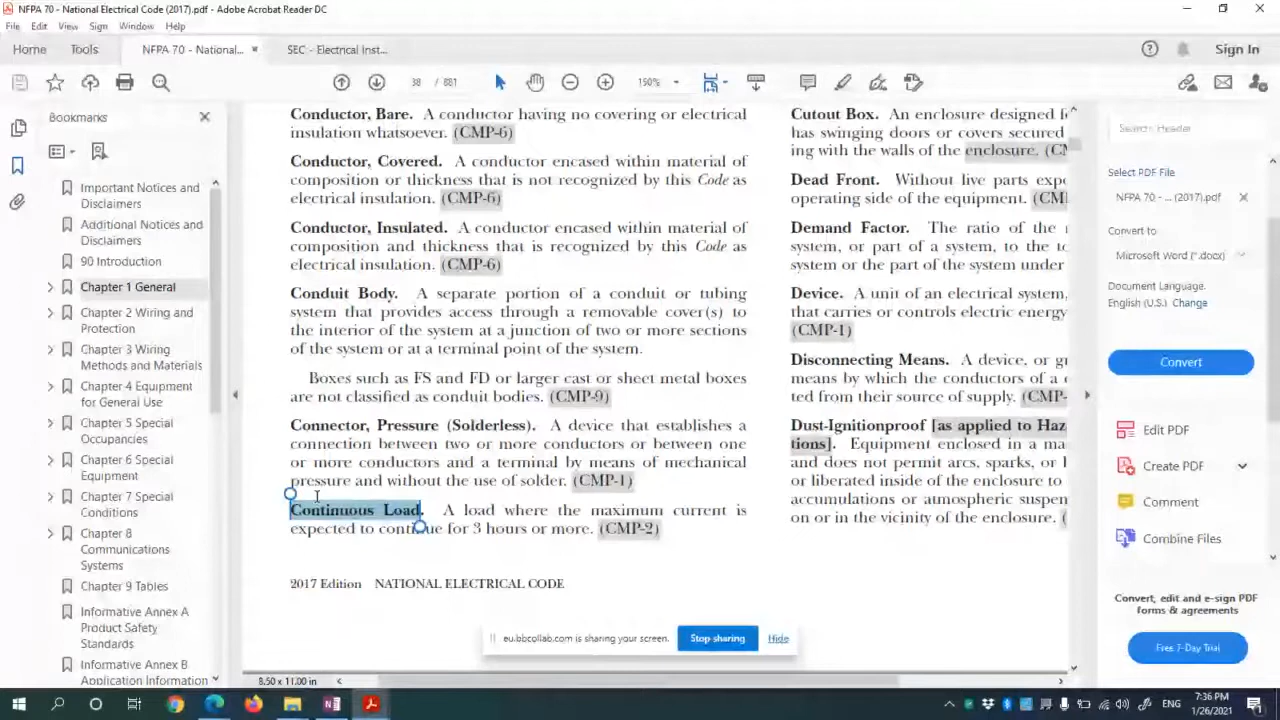 NFPA 70 - National Electrical Code (2017).pdf - Adobe Acrobat Reader DC
File Edit View Sign Window Help
Home Tools NFPA 70 - National... × SEC - Electrical Inst... Sign In
38 / 881 150%
Bookmarks
Important Notices and
Disclaimers
Additional Notices and
Disclaimers
90 Introduction
Chapter 1 General
Chapter 2 Wiring and
Protection
Chapter 3 Wiring
Methods and Materials
Chapter 4 Equipment
for General Use
Chapter 5 Special
Occupancies
Chapter 6 Special
Equipment
Chapter 7 Special
Conditions
Chapter 8
Communications
Systems
Chapter 9 Tables
Informative Annex A
Product Safety
Standards
Informative Annex B
Application Information
Conductor, Bare. A conductor having no covering or electrical
insulation whatsoever. (CMP-6)
Conductor, Covered. A conductor encased within material of
composition or thickness that is not recognized by this Code as
electrical insulation. (CMP-6)
Conductor, Insulated. A conductor encased within material of
composition and thickness that is recognized by this Code as
electrical insulation. (CMP-6)
Conduit Body. A separate portion of a conduit or tubing
system that provides access through a removable cover(s) to
the interior of the system at a junction of two or more sections
of the system or at a terminal point of the system.
Boxes such as FS and FD or larger cast or sheet metal boxes
are not classified as conduit bodies. (CMP-9)
Connector, Pressure (Solderless). A device that establishes a
connection between two or more conductors or between one
or more conductors and a terminal by means of mechanical
pressure and without the use of solder. (CMP-1)
Continuous Load. A load where the maximum current is
expected to continue for 3 hours or more. (CMP-2)
2017 Edition NATIONAL ELECTRICAL CODE
Cutout Box. An enclosure designed f
has swinging doors or covers secured
ing with the walls of the enclosure. (C
Dead Front. Without live parts expo
operating side of the equipment. (CM
Demand Factor. The ratio of the
system, or part of a system, to the to
system or the part of the system under
Device. A unit of an electrical system,
that carries or controls electric energy
(CMP-1)
Disconnecting Means. A device, or gr
means by which the conductors of a c
ted from their source of supply. (CMP-
Dust-Ignitionproof [as applied to Haz
tions]. Equipment enclosed in a ma
and does not permit arcs, sparks, or
or liberated inside of the enclosure to
accumulations or atmospheric suspen
on or in the vicinity of the enclosure.
eu.bbcollab.com is sharing your screen. Stop sharing Hide
8.50 x 11.00 in
Search: Header
Select PDF File
NFPA 70 - ... (2017).pdf
Convert to
Microsoft Word (*.docx)
Document Language:
English (U.S.) Change
Convert
Edit PDF
Create PDF
Comment
Combine Files
Convert, edit and e-sign PDF
forms & agreements
Free 7-Day Trial
ENG
7:36 PM
1/26/2021